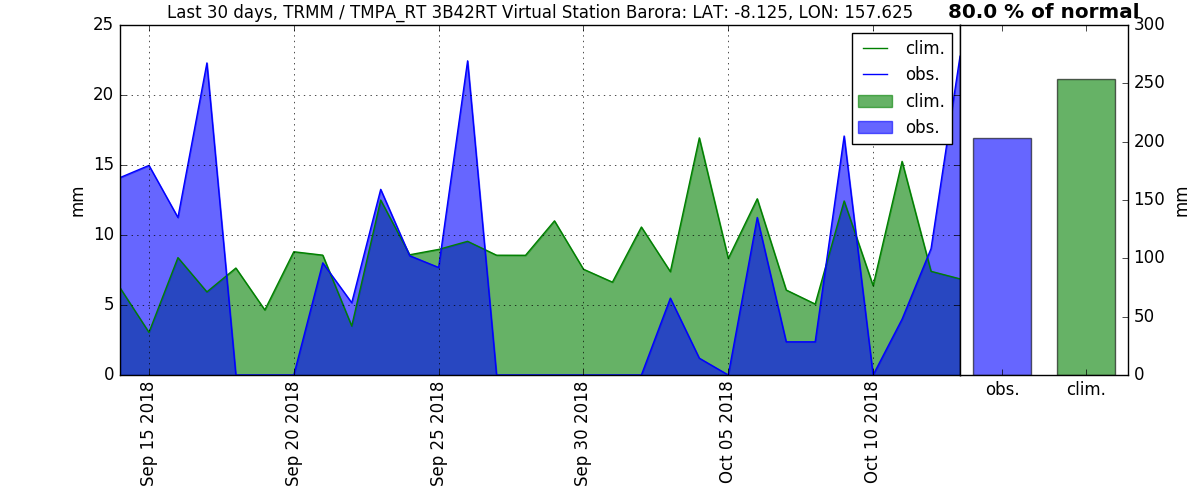 Last 30 days, TRMM / TMPA_RT 3B42RT Virtual Station Barora: LAT: -8.125, LON: 157.625
80.0 % of normal
25
20
15
10
5
0
mm
clim.
obs.
clim.
obs.
Sep 15 2018
Sep 20 2018
Sep 25 2018
Sep 30 2018
Oct 05 2018
Oct 10 2018
300
250
200
150
100
50
0
mm
obs.
clim.